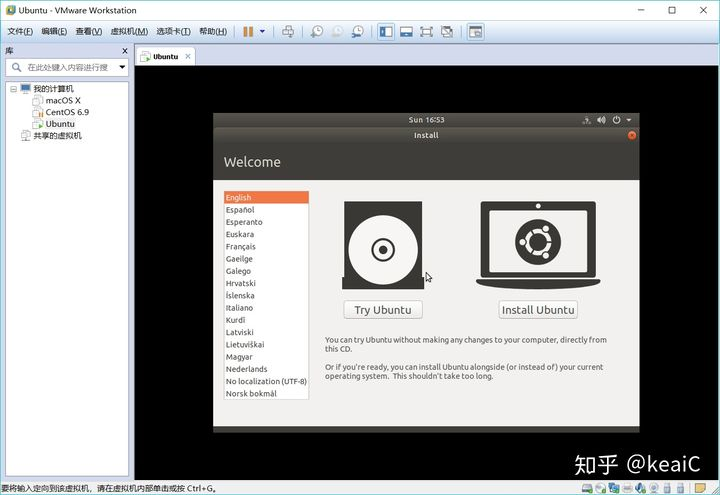 Ubuntu - VMware Workstation
文件(F) 编辑(E) 查看(V) 虚拟机(M) 选项卡(T) 帮助(H)
库
在此处键入内容进行搜
我的计算机
macOS X
CentOS 6.9
Ubuntu
共享的虚拟机
Ubuntu
Sun 16:53
Install
Welcome
English
Español
Esperanto
Euskara
Français
Gaeilge
Galego
Hrvatski
Íslenska
Italiano
Kurdî
Latviski
Lietuviškai
Magyar
Nederlands
No localization (UTF-8)
Norsk bokmål
Try Ubuntu
Install Ubuntu
You can try Ubuntu without making any changes to your computer, directly from
this CD.
Or if you're ready, you can install Ubuntu alongside (or instead of) your current
operating system. This shouldn't take too long.
要将输入定向到该虚拟机，请在虚拟机内部单击或按 Ctrl+G。
知乎 @keaiC